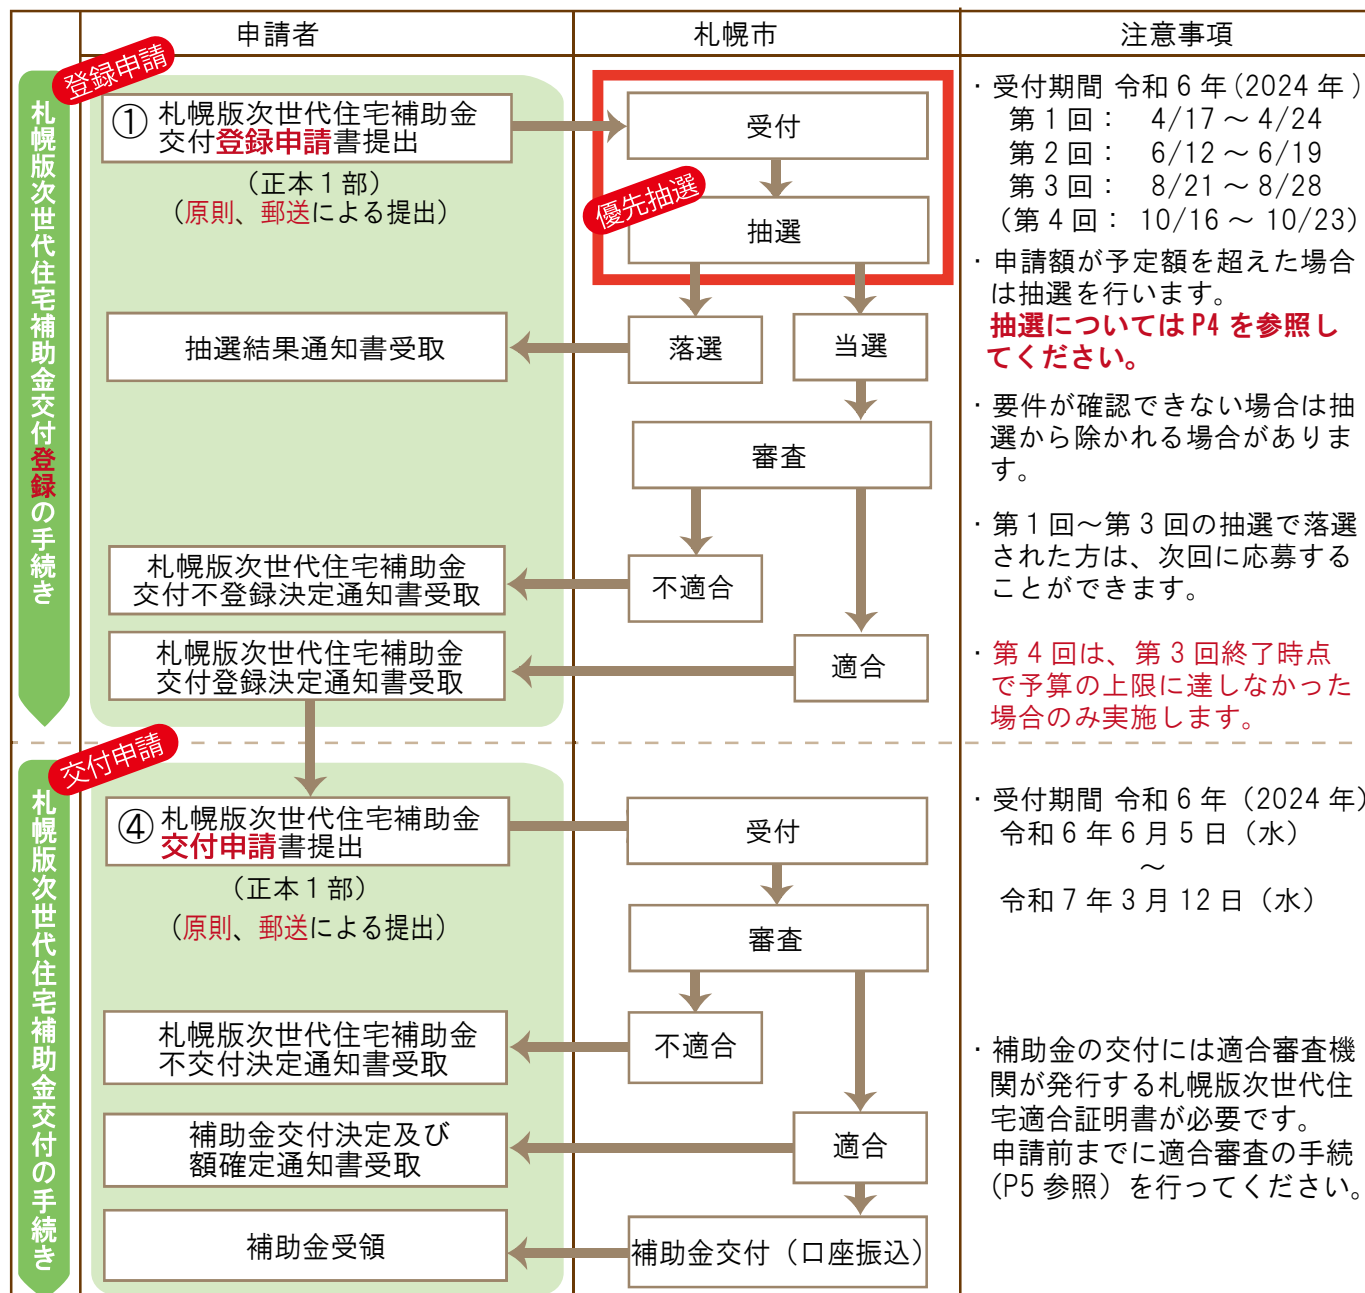 申請者
札幌市
注意事項
登録申請
札幌版次世代住宅補助金交付登録の手続き
① 札幌版次世代住宅補助金
交付登録申請書提出
（正本１部）
（原則、郵送による提出）
受付
優先抽選
抽選
落選
当選
抽選結果通知書受取
審査
不適合
札幌版次世代住宅補助金
交付不登録決定通知書受取
適合
札幌版次世代住宅補助金
交付登録決定通知書受取
・受付期間 令和６年(2024 年)
第１回： 4/17 ～ 4/24
第２回： 6/12 ～ 6/19
第３回： 8/21 ～ 8/28
（第４回： 10/16 ～ 10/23）
・申請額が予定額を超えた場合
は抽選を行います。
抽選についてはP4 を参照し
てください。
・要件が確認できない場合は抽
選から除かれる場合がありま
す。
・第１回～第３回の抽選で落選
された方は、次回に応募する
ことができます。
・第４回は、第３回終了時点
で予算の上限に達しなかった
場合のみ実施します。
交付申請
札幌版次世代住宅補助金交付の手続き
④ 札幌版次世代住宅補助金
交付申請書提出
（正本１部）
（原則、郵送による提出）
受付
審査
不適合
札幌版次世代住宅補助金
不交付決定通知書受取
適合
補助金交付決定及び
額確定通知書受取
補助金交付（口座振込）
補助金受領
・受付期間 令和６年（2024 年）
令和６年６月５日（水）
～
令和７年３月 12 日（水）
・補助金の交付には適合審査機
関が発行する札幌版次世代住
宅適合証明書が必要です。
申請前までに適合審査の手続
（P5 参照）を行ってください。